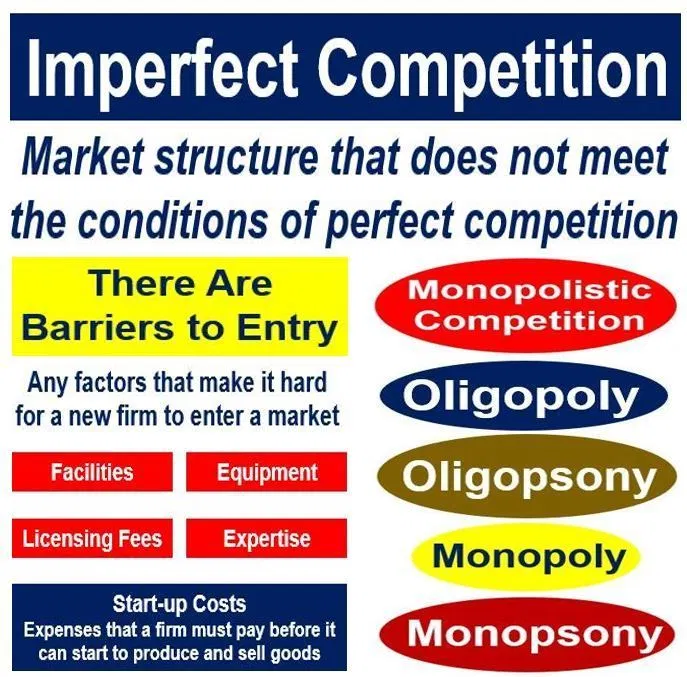 Imperfect Competition
Market structure that does not meet
the conditions of perfect competition
There Are
Barriers to Entry
Any factors that make it hard
for a new firm to enter a market
Facilities
Equipment
Licensing Fees
Expertise
Start-up Costs
Expenses that a firm must pay before it
can start to produce and sell goods
Monopolistic
Competition
Oligopoly
Oligopsony
Monopoly
Monopsony